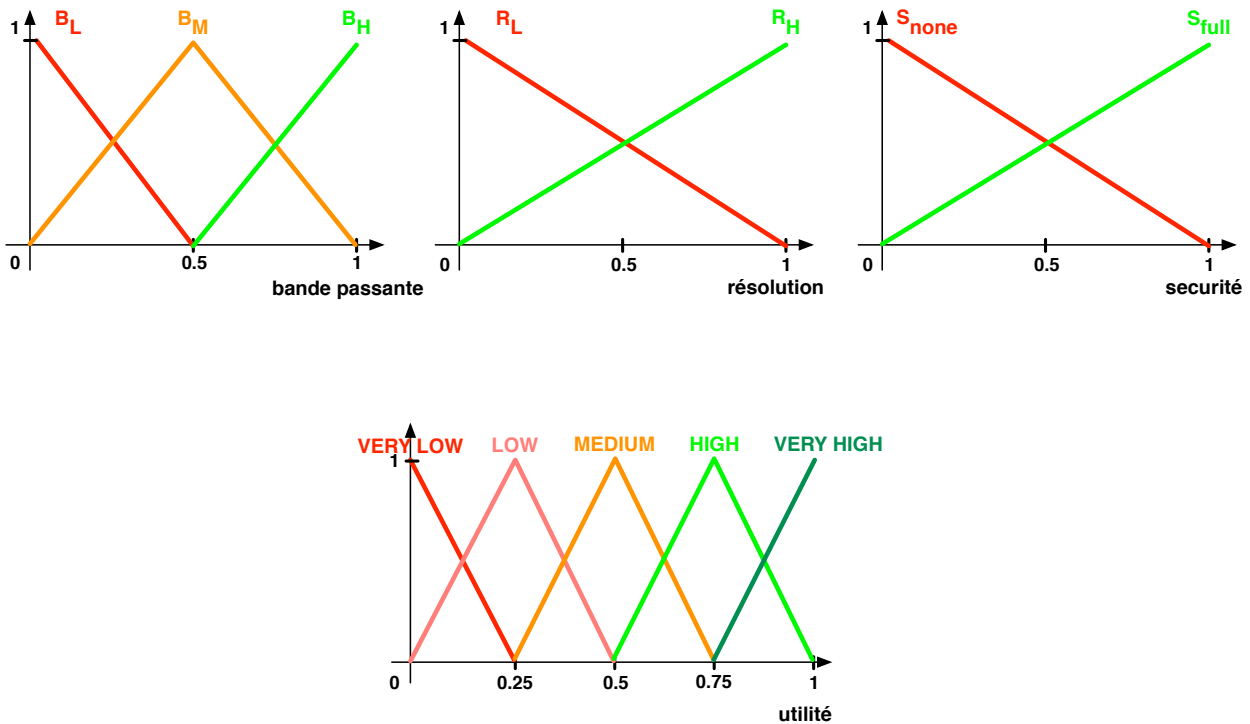 B_L B_M B_H
1
0 0.5 1
bande passante
R_L R_H
1
0 0.5 1
résolution
S_none S_full
1
0 0.5 1
securité
VERY LOW LOW MEDIUM HIGH VERY HIGH
1
0 0.25 0.5 0.75 1
utilité